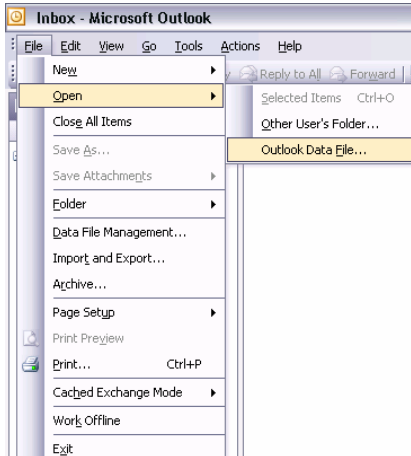 Inbox - Microsoft Outlook
File Edit View Go Tools Actions Help
Reply to All Forward
New
Open
Selected Items Ctrl+O
Other User's Folder...
Outlook Data File...
Close All Items
Save As...
Save Attachments
Folder
Data File Management...
Import and Export...
Archive...
Page Setup
Print Preview
Print... Ctrl+P
Cached Exchange Mode
Work Offline
Exit